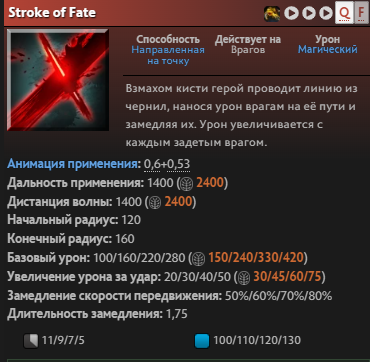 Stroke of Fate Q F
Способность Действует на Урон
Направленная Врагов Магический
на точку
Взмахом кисти герой проводит линию из
чернил, нанося урон врагам на её пути и
замедляя их. Урон увеличивается с
каждым задетым врагом.
Анимация применения: 0,6+0,53
Дальность применения: 1400 (2400)
Дистанция волны: 1400 (2400)
Начальный радиус: 120
Конечный радиус: 160
Базовый урон: 100/160/220/280 (150/240/330/420)
Увеличение урона за удар: 20/30/40/50 (30/45/60/75)
Замедление скорости передвижения: 50%/60%/70%/80%
Длительность замедления: 1,75
11/9/7/5 100/110/120/130